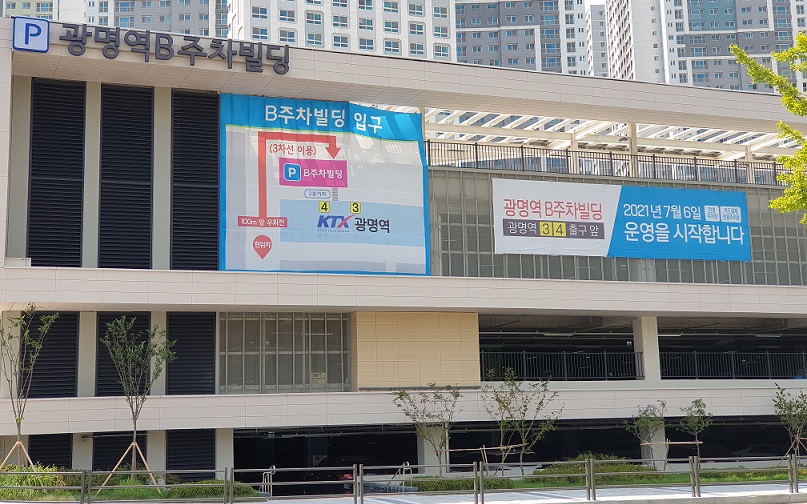 P 광명역B주차빌딩
B주차빌딩 입구
(3차선 이용)
P B주차빌딩
4 3
KTX 광명역
100m 앞 우회전
현위치
광명역 B주차빌딩
광명역 3 4 출구 앞
2021년 7월 6일
운영을 시작합니다